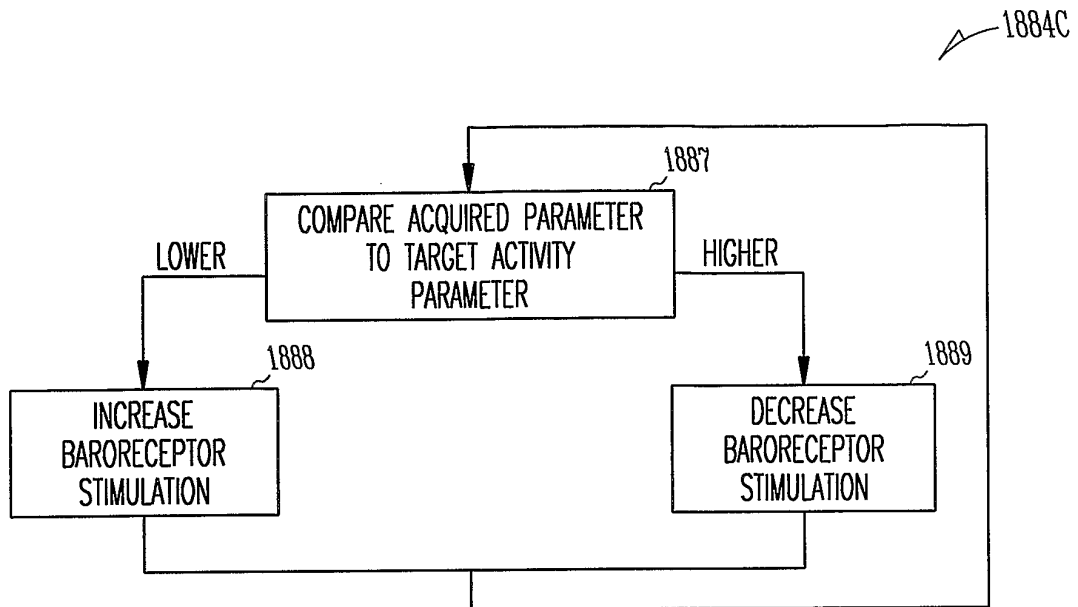 1884C
1887
COMPARE ACQUIRED PARAMETER
TO TARGET ACTIVITY
PARAMETER
LOWER
HIGHER
1888
INCREASE
BARORECEPTOR
STIMULATION
1889
DECREASE
BARORECEPTOR
STIMULATION